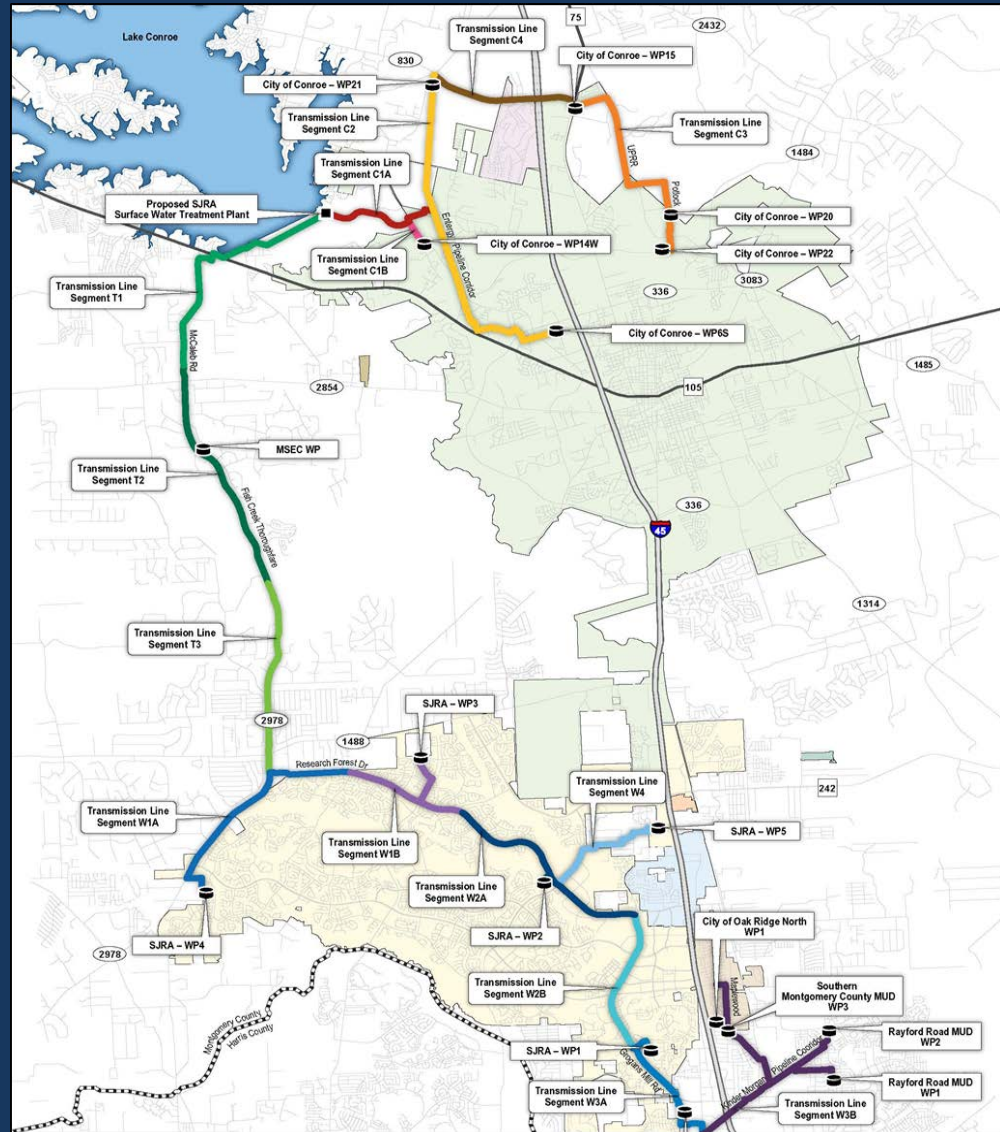 Lake Conroe
75
2432
Transmission Line
Segment C4
830
City of Conroe – WP15
City of Conroe – WP21
Transmission Line
Segment C2
Transmission Line
Segment C3
Transmission Line
Segment C1A
1484
UPRR
Proposed SJRA
Surface Water Treatment Plant
Pollok
City of Conroe – WP20
City of Conroe – WP14W
City of Conroe – WP22
Entergy Pipeline Corridor
Transmission Line
Segment C1B
3083
336
Transmission Line
Segment T1
City of Conroe – WP6S
McCaleb Rd
1485
2854
105
MSEC WP
Transmission Line
Segment T2
Fish Creek Thoroughfare
336
45
1314
Transmission Line
Segment T3
SJRA – WP3
2978
1488
Research Forest Dr
Transmission Line
Segment W4
242
Transmission Line
Segment W1A
SJRA – WP5
Transmission Line
Segment W1B
Transmission Line
Segment W2A
City of Oak Ridge North
WP1
SJRA – WP4
SJRA – WP2
2978
Southern
Montgomery County MUD
WP3
Maplewood
Transmission Line
Segment W2B
Montgomery County
Harris County
Rayford Road MUD
WP2
SJRA – WP1
Grogans Mill Rd
Kinder Morgan Pipeline Cooridor
Rayford Road MUD
WP1
Transmission Line
Segment W3A
Transmission Line
Segment W3B